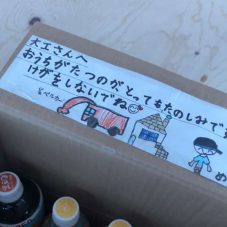 大工さんへ
おうちがたつのが、とってもたのしみです
けがをしないでね
め